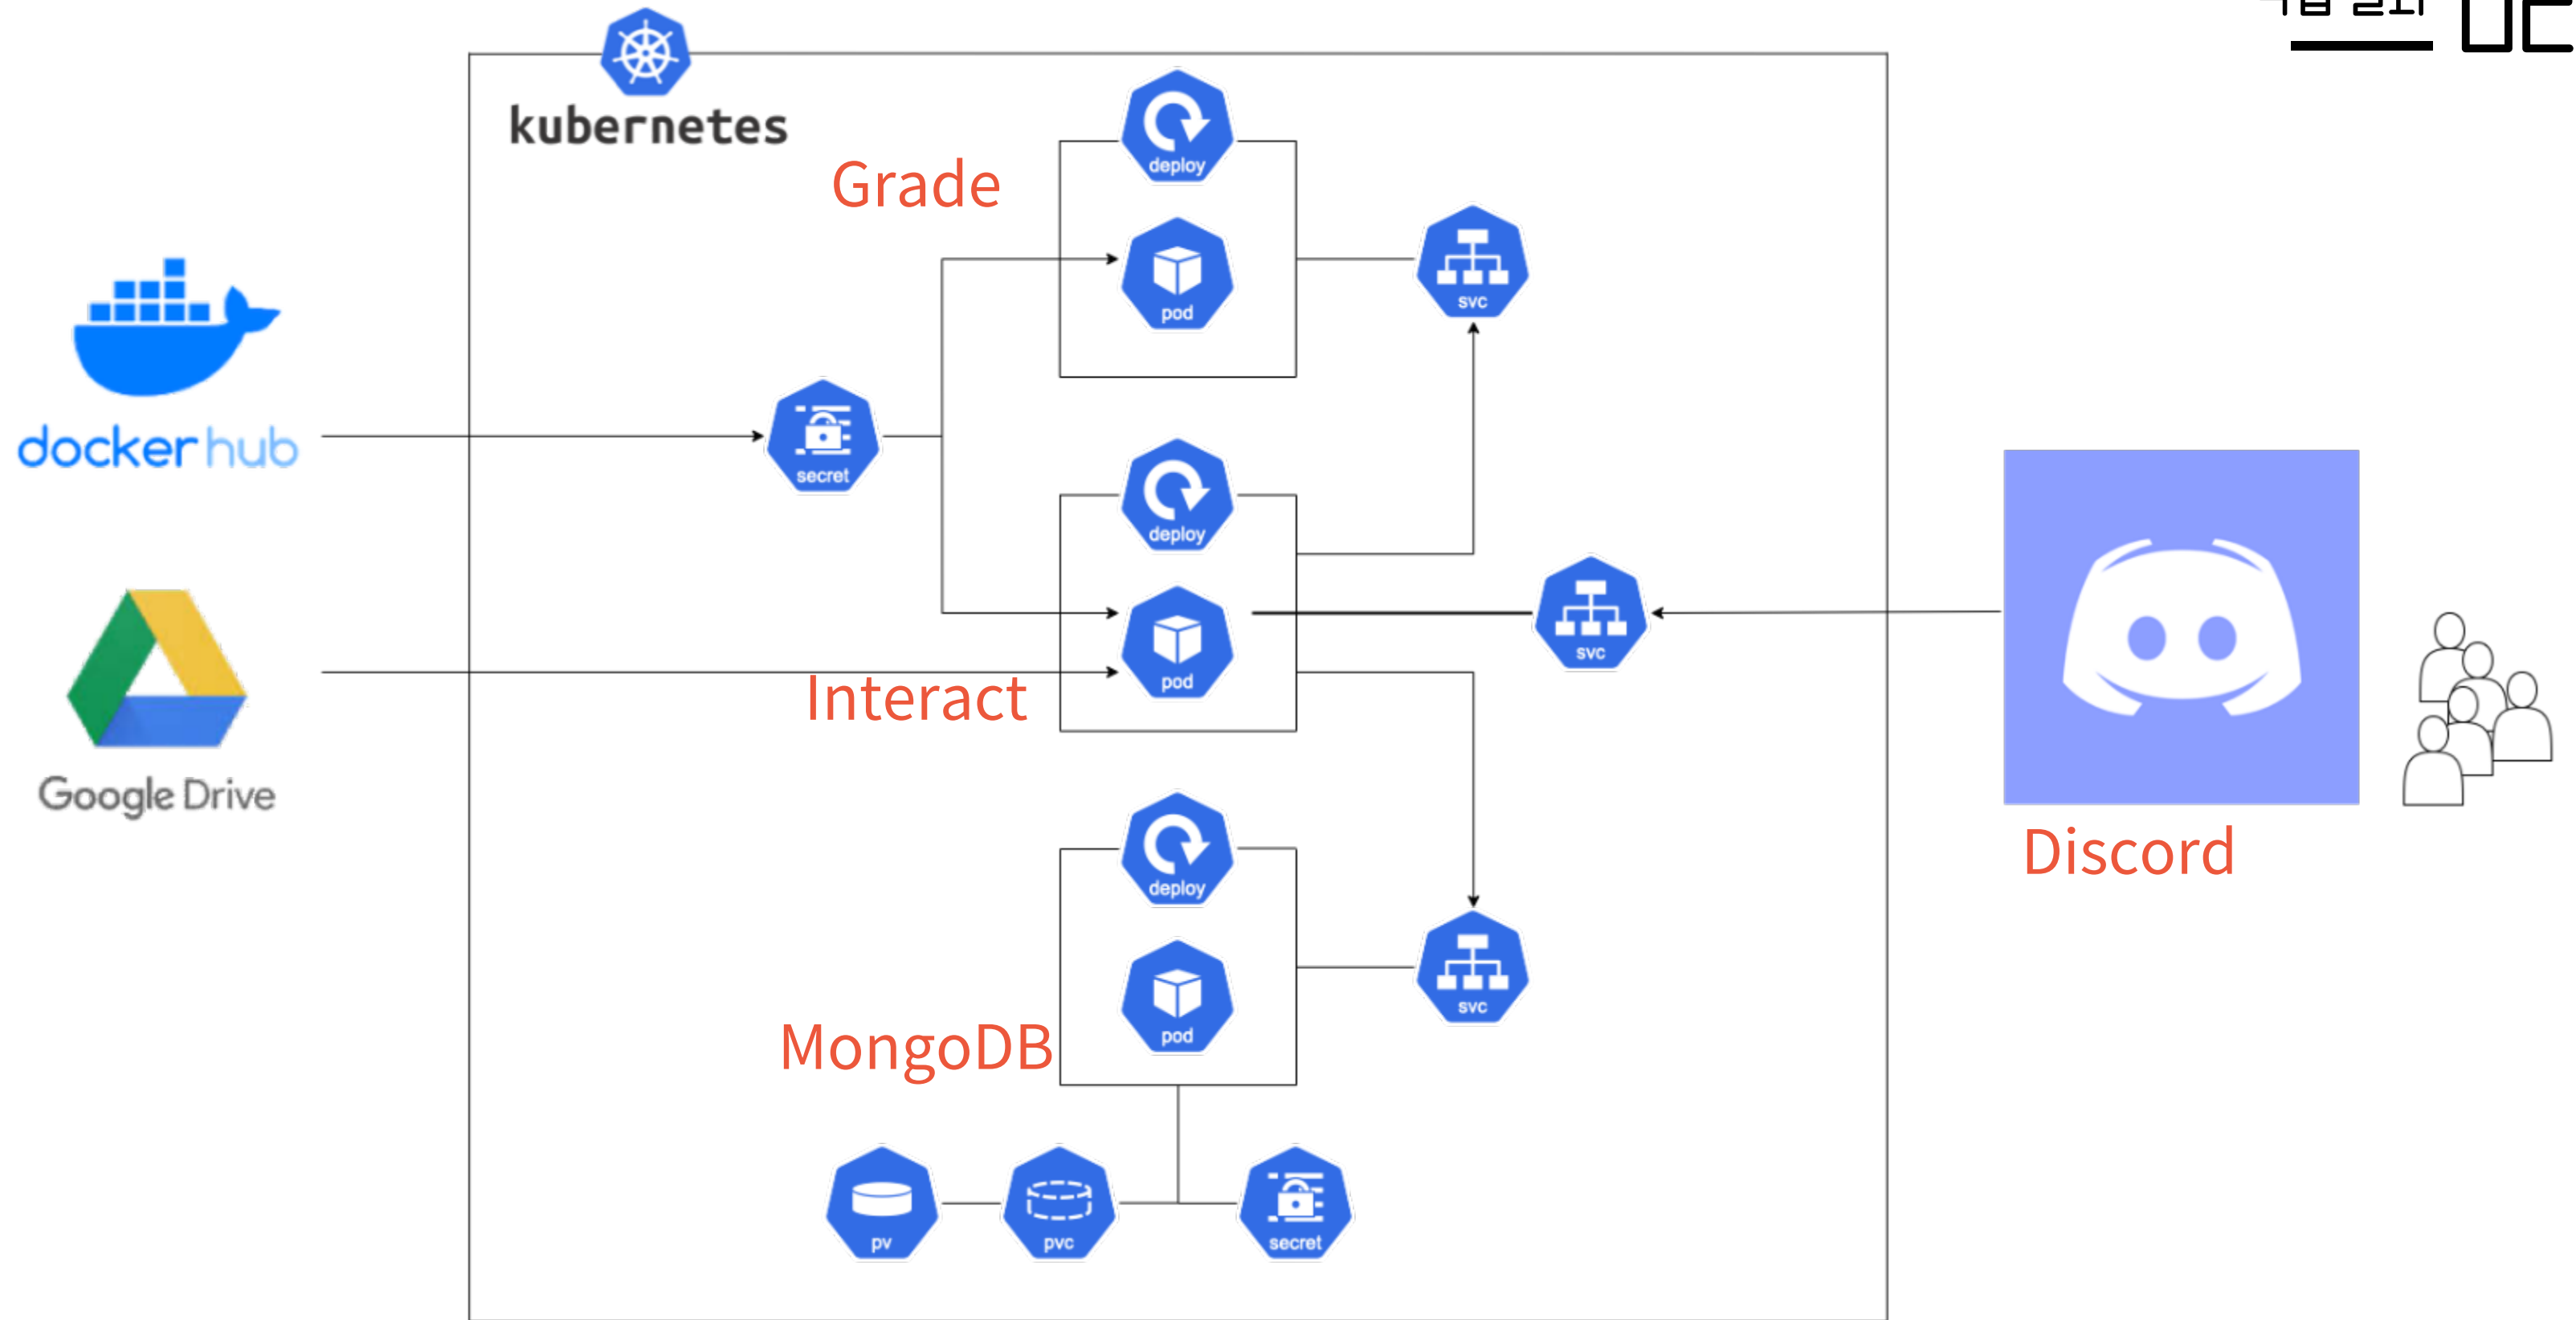 kubernetes
deploy
Grade
pod
svc
docker hub
secret
deploy
pod
svc
Interact
Google Drive
Discord
deploy
pod
svc
MongoDB
pv
pvc
secret